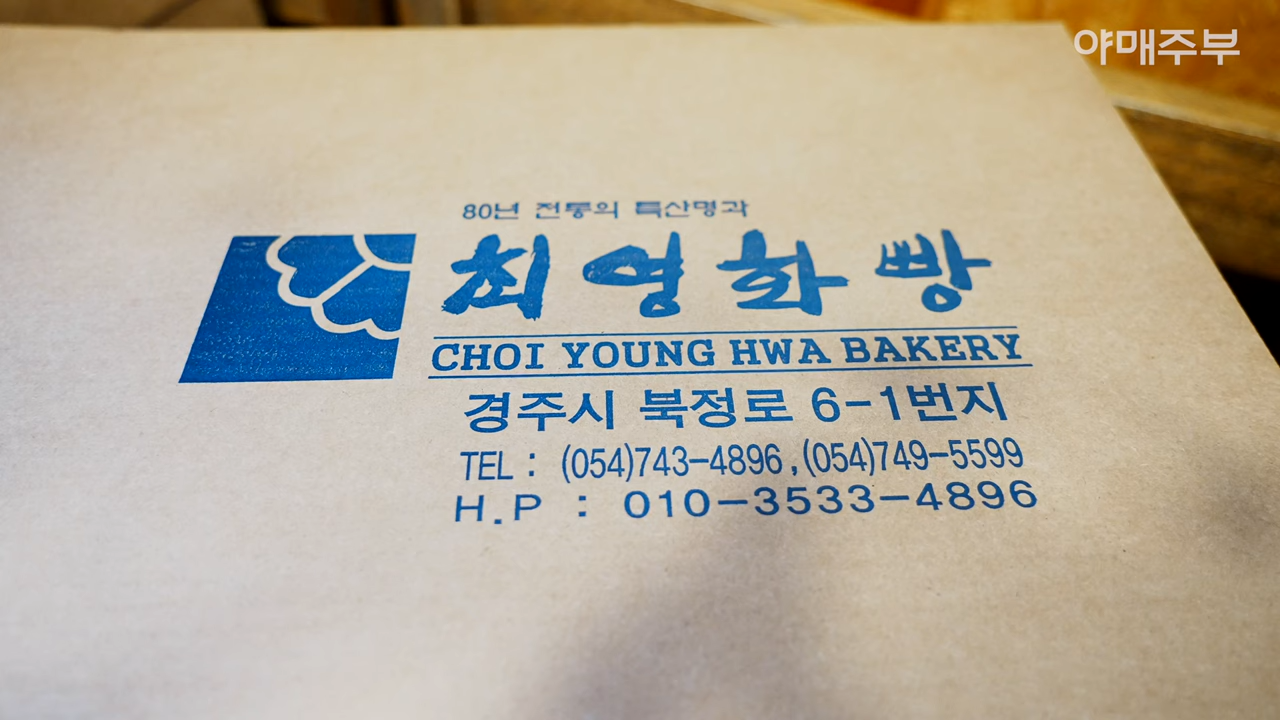 야매주부
80년 전통의 특산명과
최영화빵
CHOI YOUNG HWA BAKERY
경주시 북정로 6-1번지
TEL : (054)743-4896,(054)749-5599
H.P : 010-3533-4896